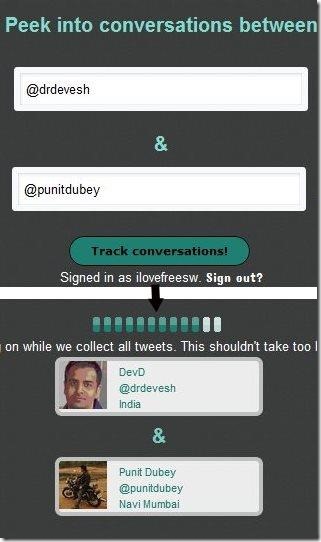 Peek into conversations between
@drdevesh
&
@punitdubey
Track conversations!
Signed in as ilovefreesw. Sign out?
on while we collect all tweets. This shouldn't take too
DevD
@drdevesh
India
&
Punit Dubey
@punitdubey
Navi Mumbai